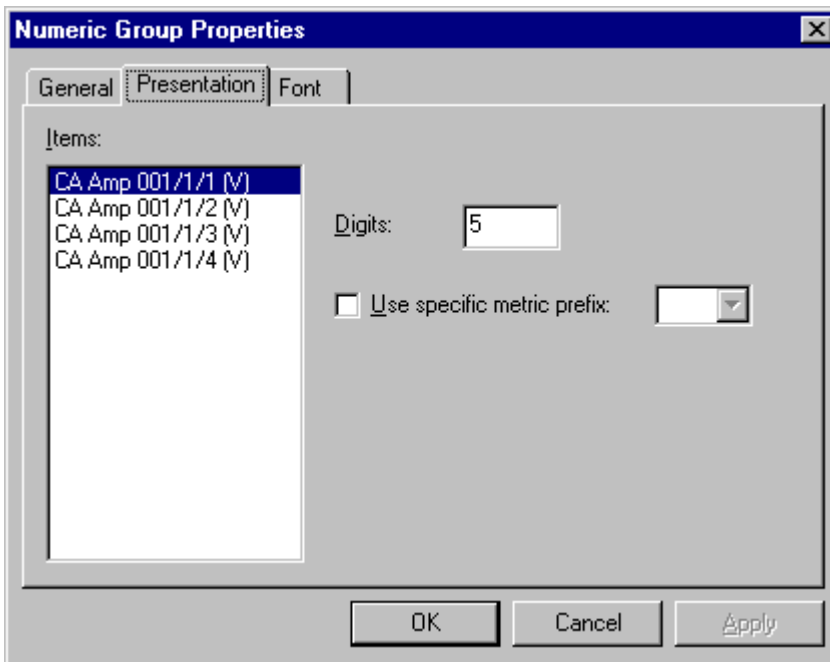 Numeric Group Properties
General Presentation Font
Items:
CA Amp 001/1/1 (V)
CA Amp 001/1/2 (V)
CA Amp 001/1/3 (V)
CA Amp 001/1/4 (V)
Digits: 5
Use specific metric prefix:
OK Cancel Apply